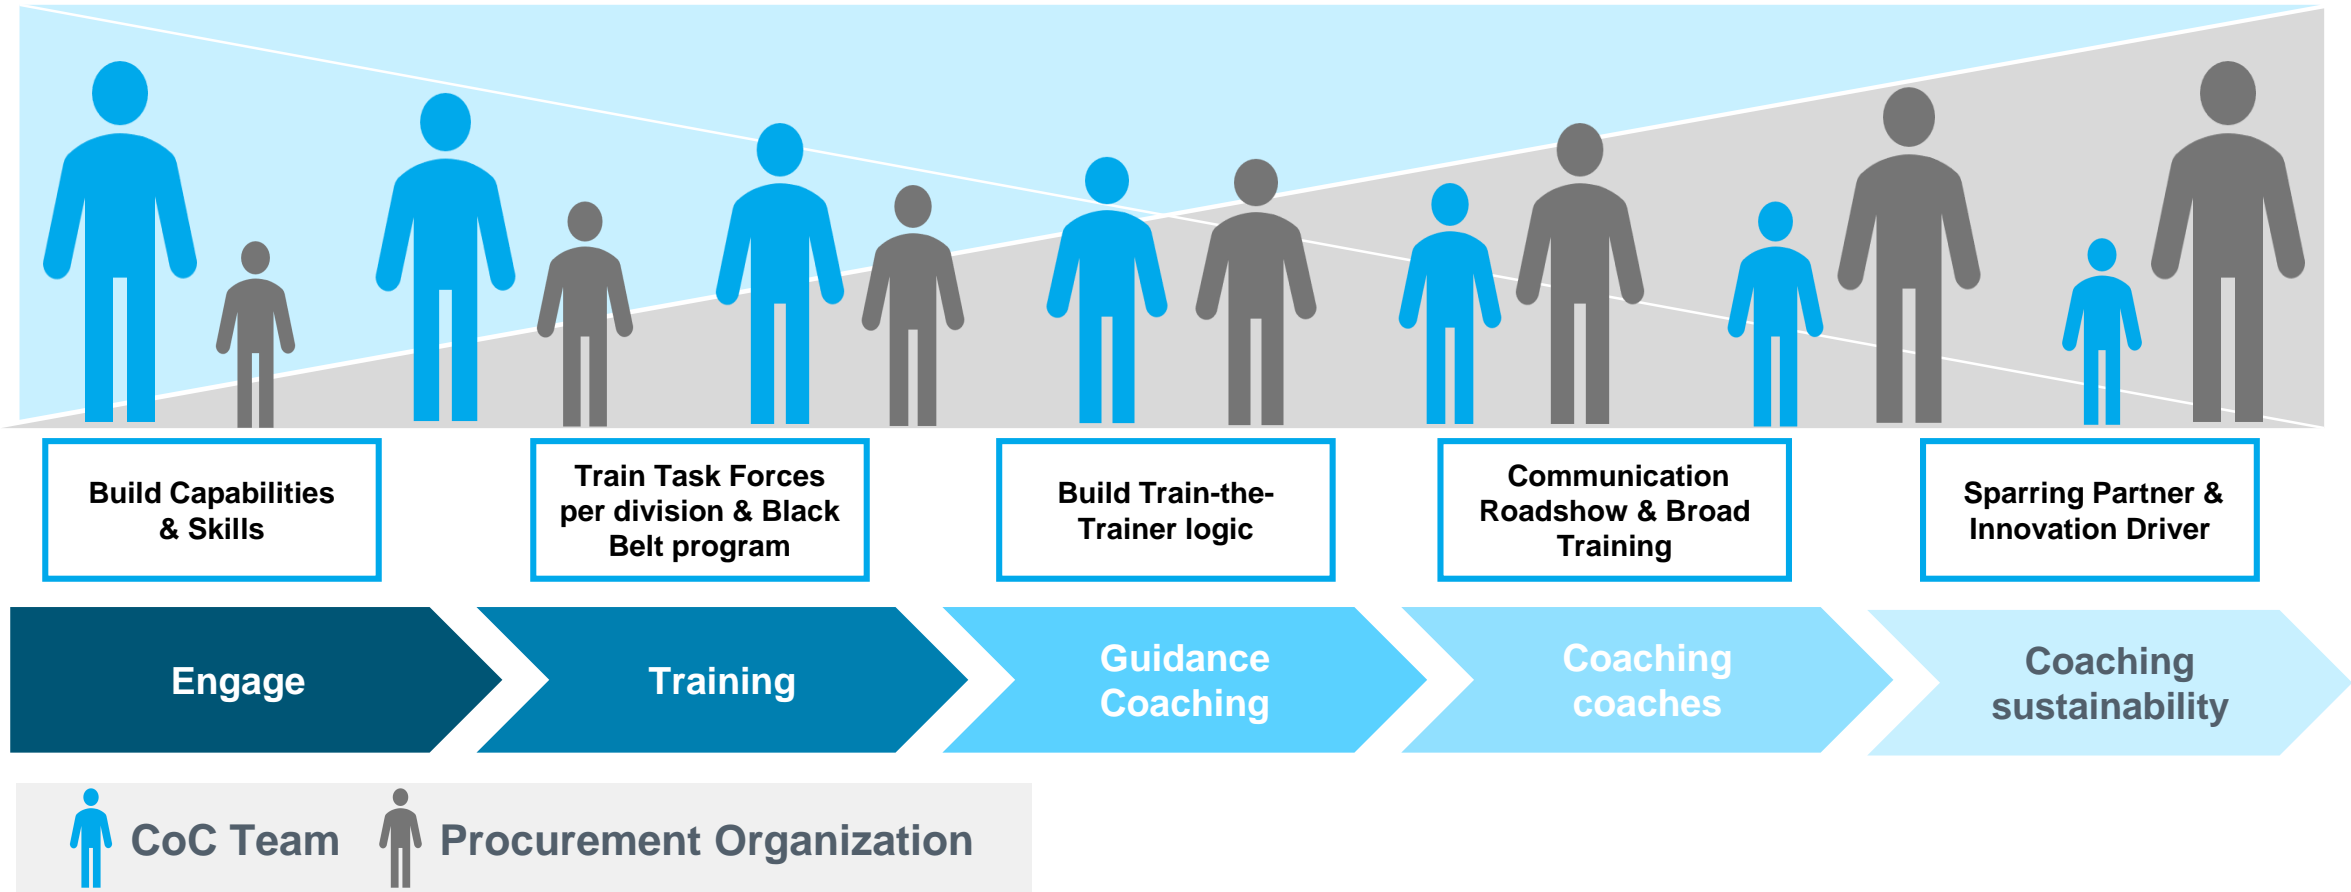 Build Capabilities
& Skills
Train Task Forces
per division & Black
Belt program
Build Train-the-
Trainer logic
Communication
Roadshow & Broad
Training
Sparring Partner &
Innovation Driver
Engage
Training
Guidance
Coaching
Coaching
coaches
Coaching
sustainability
CoC Team
Procurement Organization